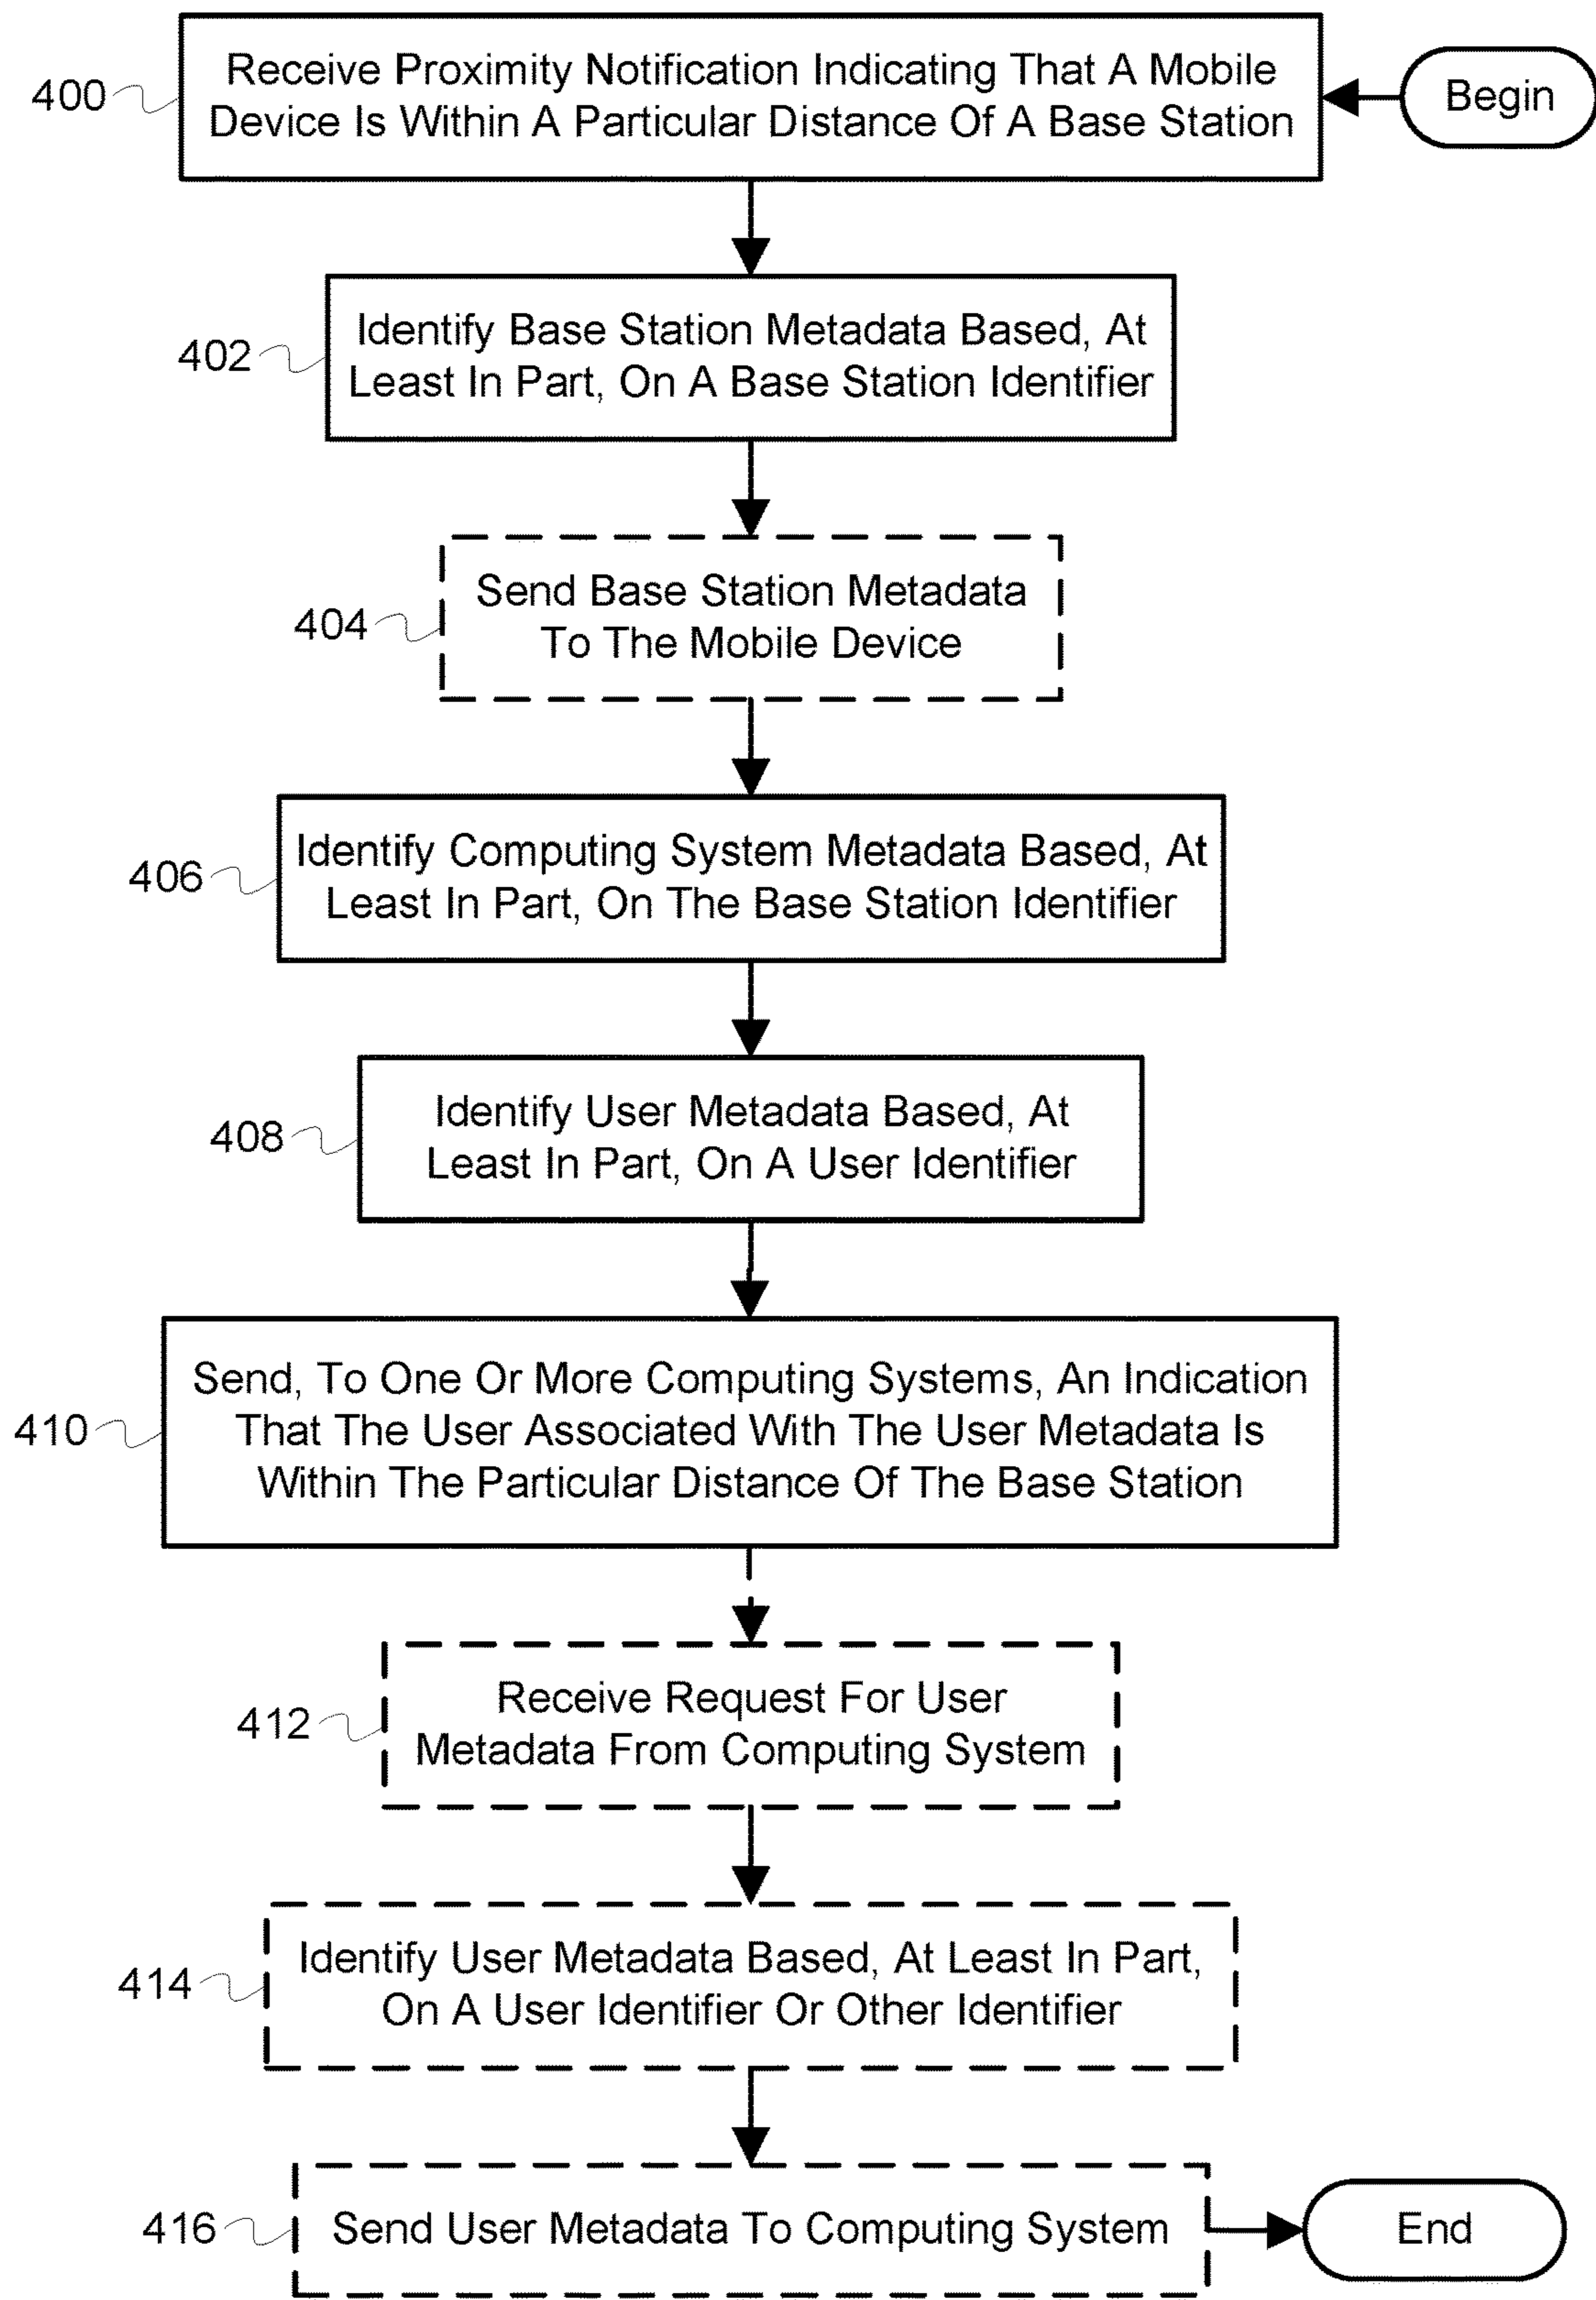 Receive Proximity Notification Indicating That A Mobile
Device Is Within A Particular Distance Of A Base Station
400
Begin
Identify Base Station Metadata Based, At
Least In Part, On A Base Station Identifier
402
Send Base Station Metadata
To The Mobile Device
404
Identify Computing System Metadata Based, At
Least In Part, On The Base Station Identifier
406
Identify User Metadata Based, At
Least In Part, On A User Identifier
408
Send, To One Or More Computing Systems, An Indication
That The User Associated With The User Metadata Is
Within The Particular Distance Of The Base Station
410
Receive Request For User
Metadata From Computing System
412
Identify User Metadata Based, At Least In Part,
On A User Identifier Or Other Identifier
414
Send User Metadata To Computing System
416
End